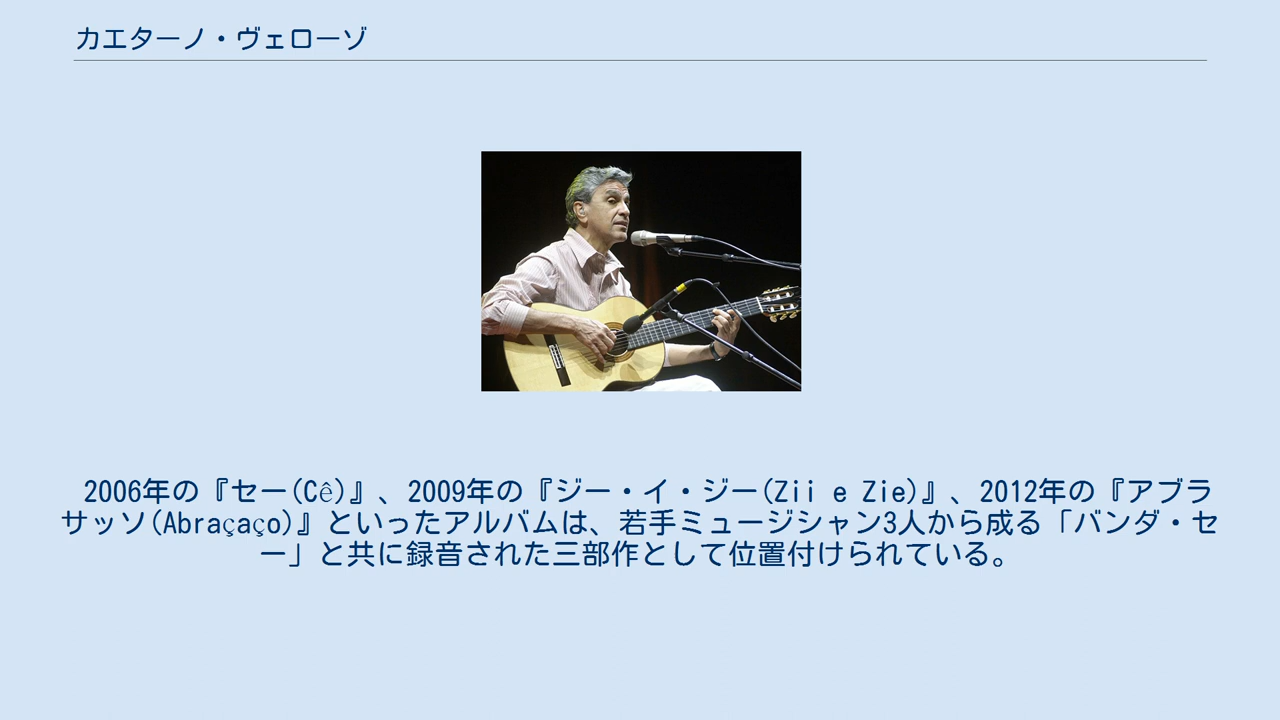 カエターノ・ヴェローゾ
2006年の『セー(Cê)』、2009年の『ジー・イ・ジー(Zii e Zie)』、2012年の『アブラ
サッソ(Abraçaço)』といったアルバムは、若手ミュージシャン3人から成る「バンダ・セ
ー」と共に録音された三部作として位置付けられている。